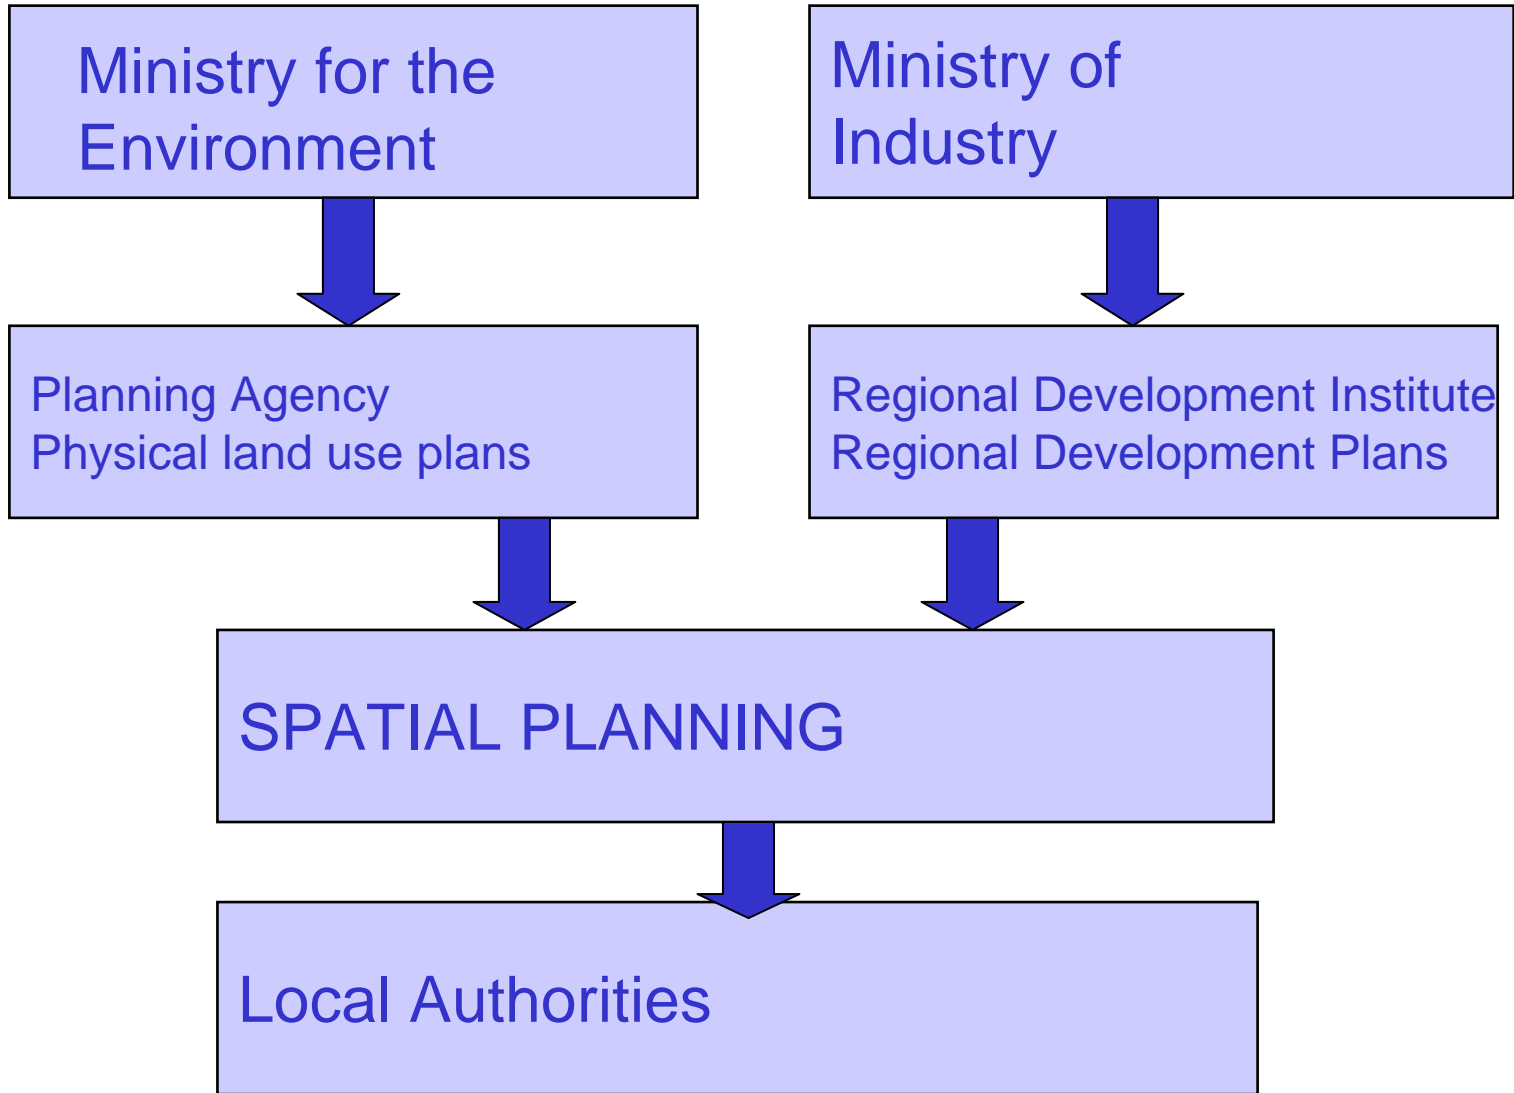 Ministry for the
Environment
Ministry of
Industry
Planning Agency
Physical land use plans
Regional Development Institute
Regional Development Plans
SPATIAL PLANNING
Local Authorities